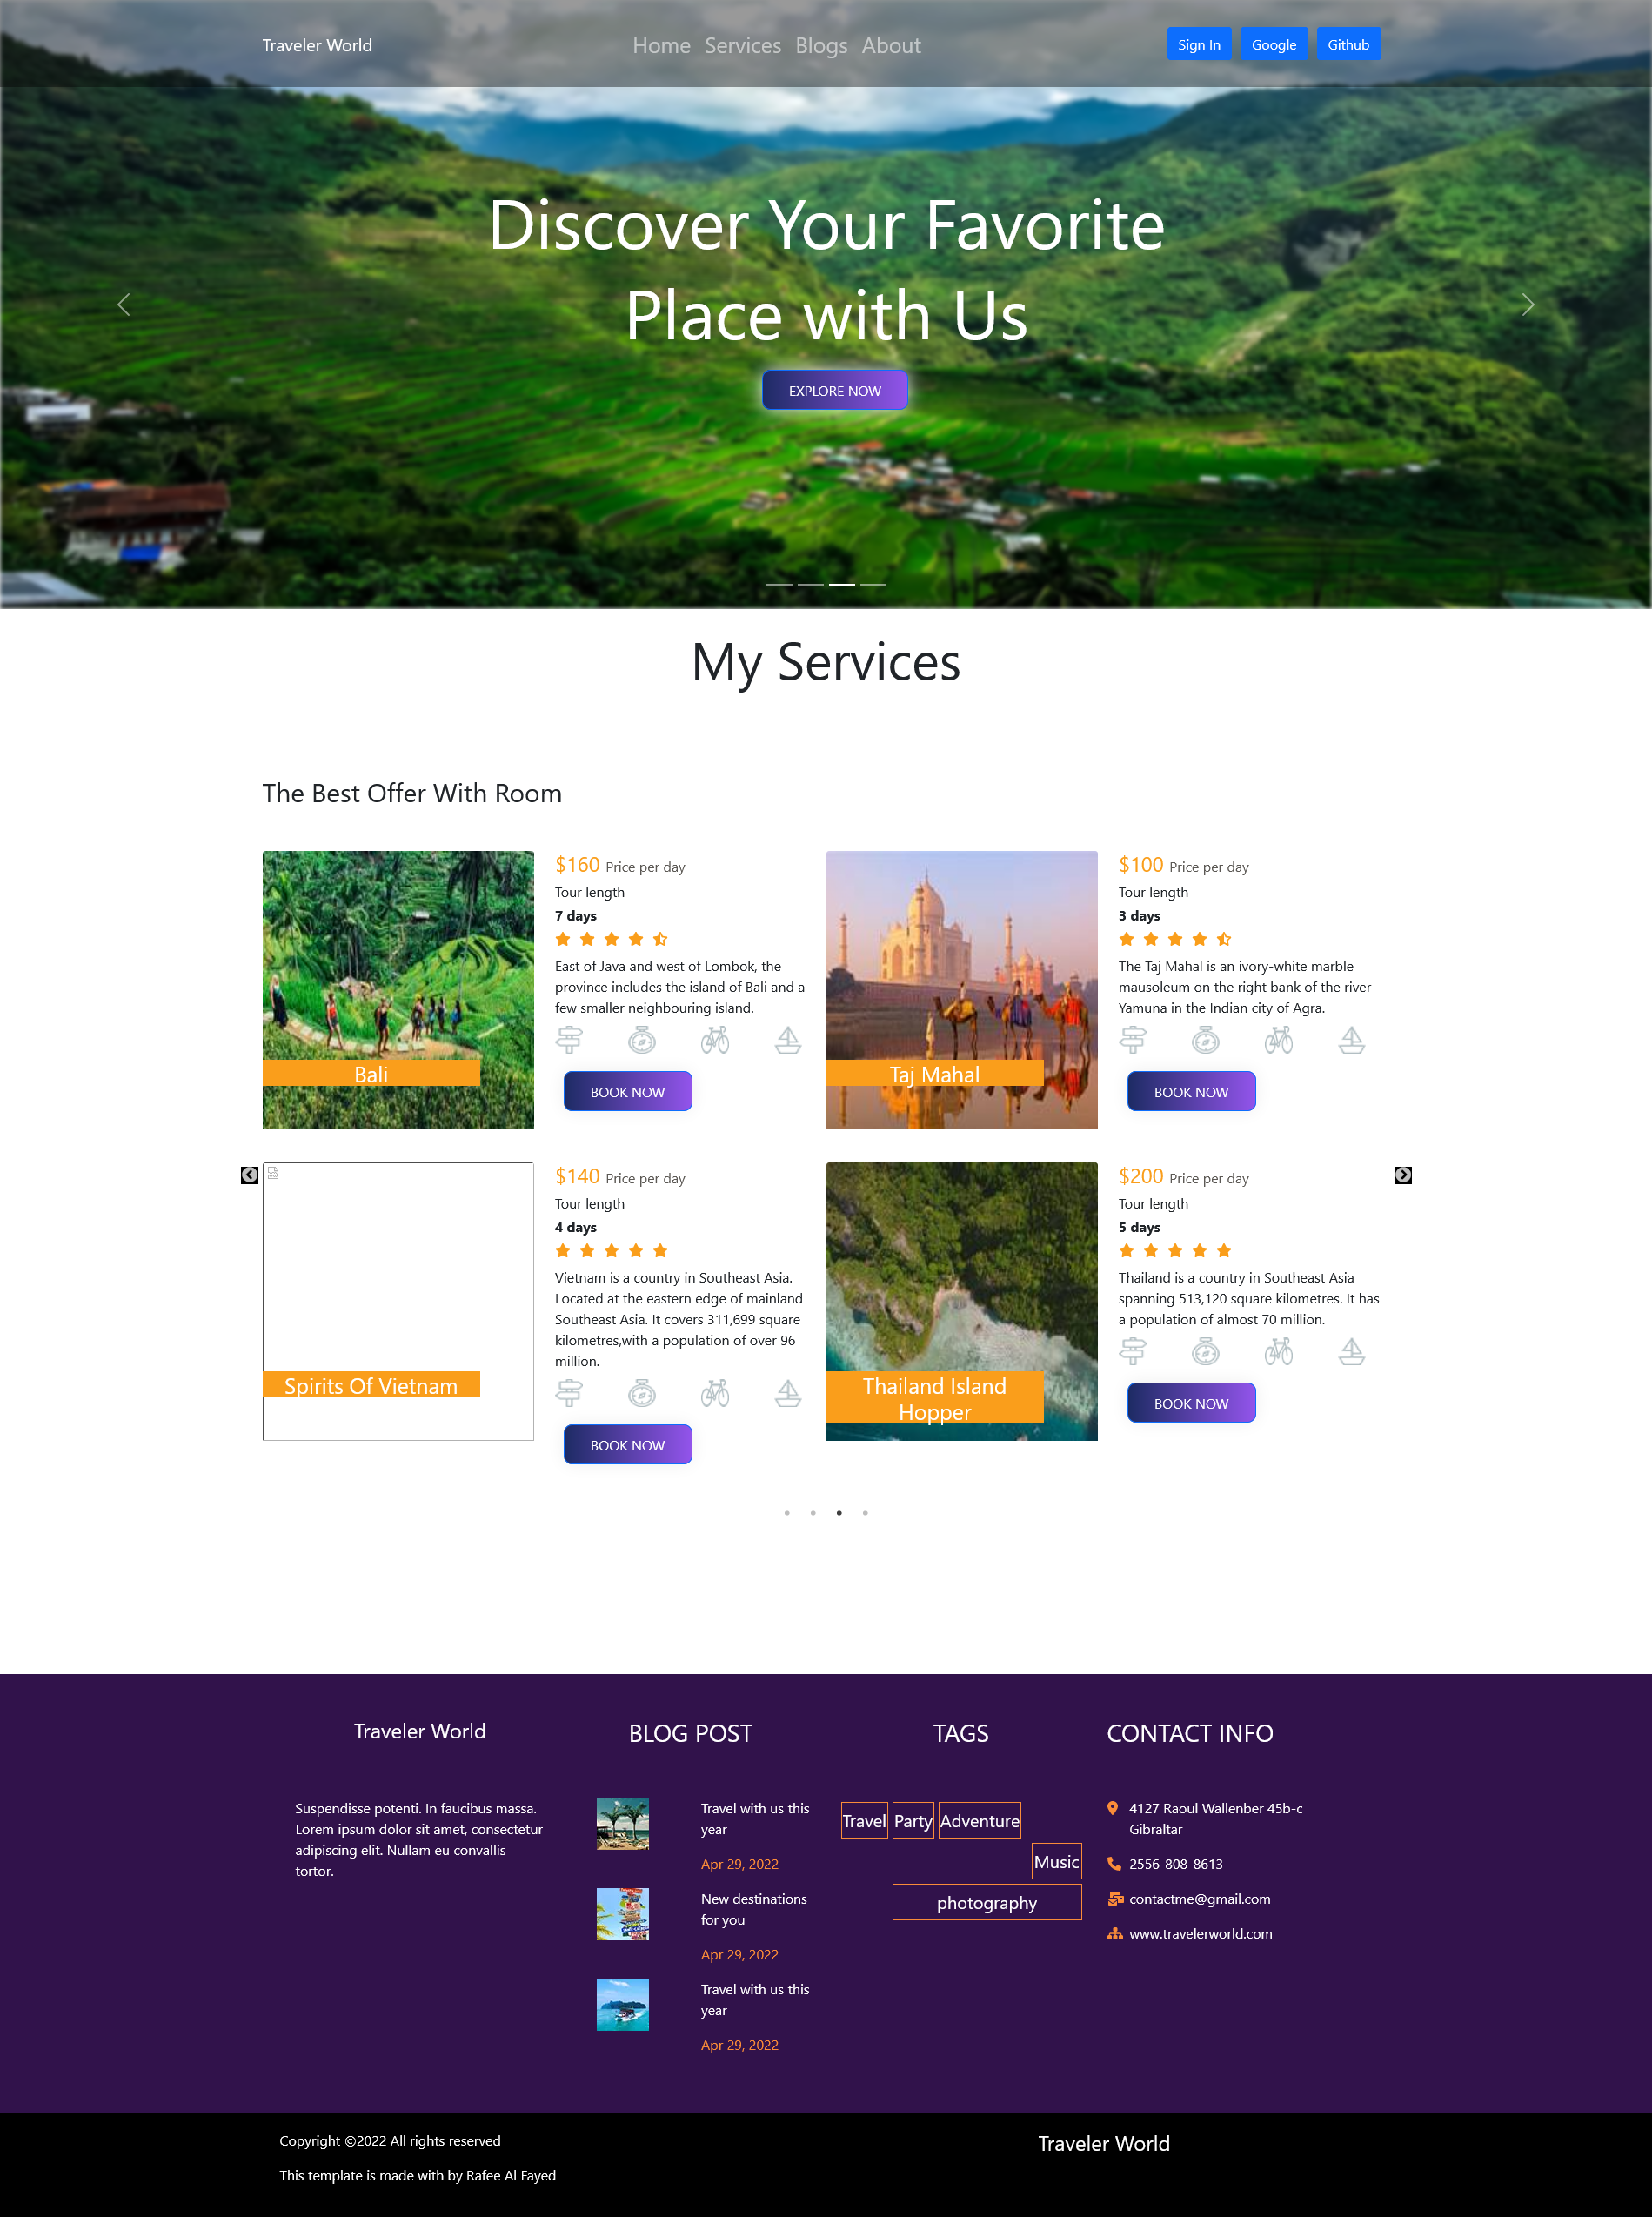 Traveler World
Home Services Blogs About
Sign In
Google
Github
Discover Your Favorite
Place with Us
EXPLORE NOW
My Services
The Best Offer With Room
Bali
$160 Price per day
Tour length
7 days
East of Java and west of Lombok, the
province includes the island of Bali and a
few smaller neighbouring island.
BOOK NOW
Taj Mahal
$100 Price per day
Tour length
3 days
The Taj Mahal is an ivory-white marble
mausoleum on the right bank of the river
Yamuna in the Indian city of Agra.
BOOK NOW
Spirits Of Vietnam
$140 Price per day
Tour length
4 days
Vietnam is a country in Southeast Asia.
Located at the eastern edge of mainland
Southeast Asia. It covers 311,699 square
kilometres,with a population of over 96
million.
BOOK NOW
Thailand Island
Hopper
$200 Price per day
Tour length
5 days
Thailand is a country in Southeast Asia
spanning 513,120 square kilometres. It has
a population of almost 70 million.
BOOK NOW
Traveler World
Suspendisse potenti. In faucibus massa.
Lorem ipsum dolor sit amet, consectetur
adipiscing elit. Nullam eu convallis
tortor.
BLOG POST
Travel with us this
year
Apr 29, 2022
New destinations
for you
Apr 29, 2022
Travel with us this
year
Apr 29, 2022
TAGS
Travel
Party
Adventure
Music
photography
CONTACT INFO
4127 Raoul Wallenber 45b-c
Gibraltar
2556-808-8613
contactme@gmail.com
www.travelerworld.com
Copyright ©2022 All rights reserved
This template is made with by Rafee Al Fayed
Traveler World